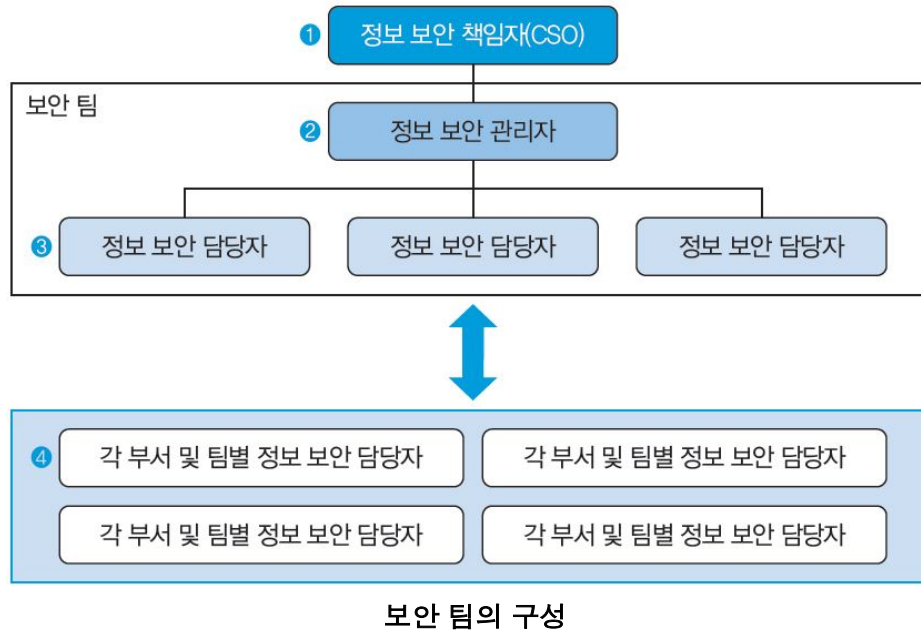 ❶ 정보 보안 책임자(CSO)
보안 팀
❷ 정보 보안 관리자
❸ 정보 보안 담당자 정보 보안 담당자 정보 보안 담당자
❹ 각 부서 및 팀별 정보 보안 담당자 각 부서 및 팀별 정보 보안 담당자
각 부서 및 팀별 정보 보안 담당자 각 부서 및 팀별 정보 보안 담당자
보안 팀의 구성